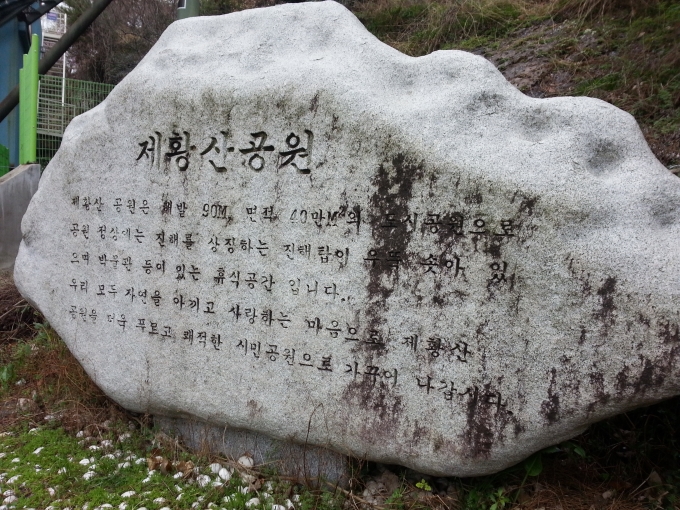 제황산공원
제황산 공원은 해발 90M, 면적 40만M²의 도시공원으로
공원 정상에는 진해를 상징하는 진해탑이 우뚝 솟아 있
으며 박물관 등이 있는 휴식공간 입니다.
우리 모두 자연을 아끼고 사랑하는 마음으로 제황산
공원을 더욱 푸르고 쾌적한 시민공원으로 가꾸어 나갑시다.